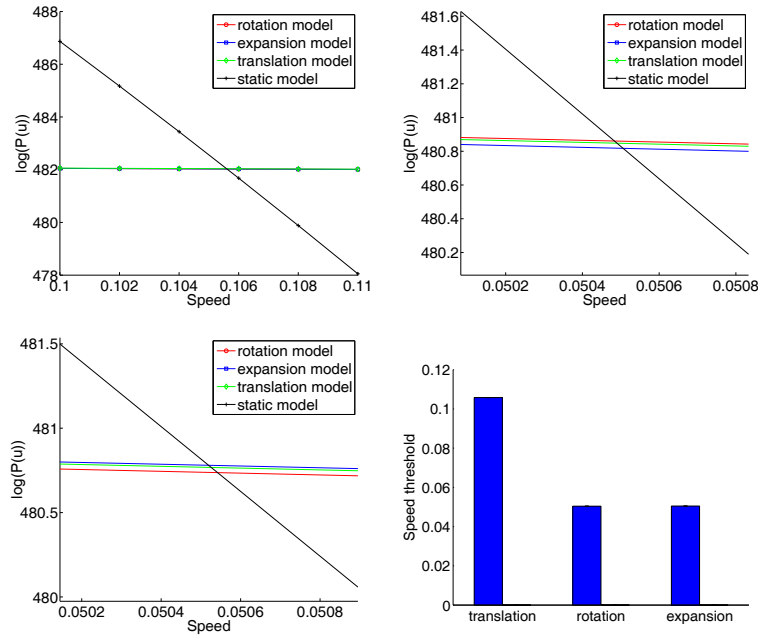 488
486
484
482
480
478
0.1
0.102
0.104
0.106
0.108
0.11
Speed
log(P(u))
rotation model
expansion model
translation model
static model
481.6
481.4
481.2
481
480.8
480.6
480.4
480.2
0.0502
0.0504
0.0506
0.0508
Speed
log(P(u))
rotation model
expansion model
translation model
static model
481.5
481
480.5
480
0.0502
0.0504
0.0506
0.0508
Speed
log(P(u))
rotation model
expansion model
translation model
static model
0.12
0.1
0.08
0.06
0.04
0.02
0
Speed threshold
translation
rotation
expansion